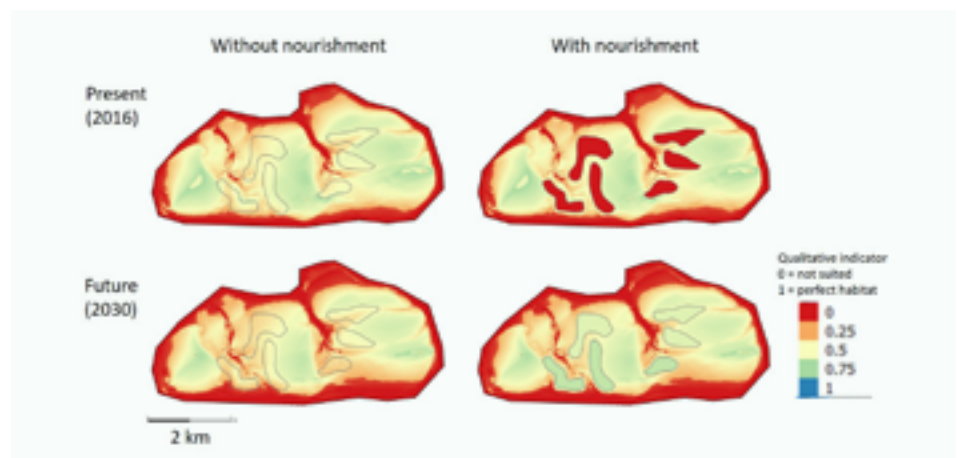 Without nourishment
With nourishment
Present
(2016)
Future
(2030)
Qualitative indicator
0 = not suited
1 = perfect habitat
0
0.25
0.5
0.75
1
2 km